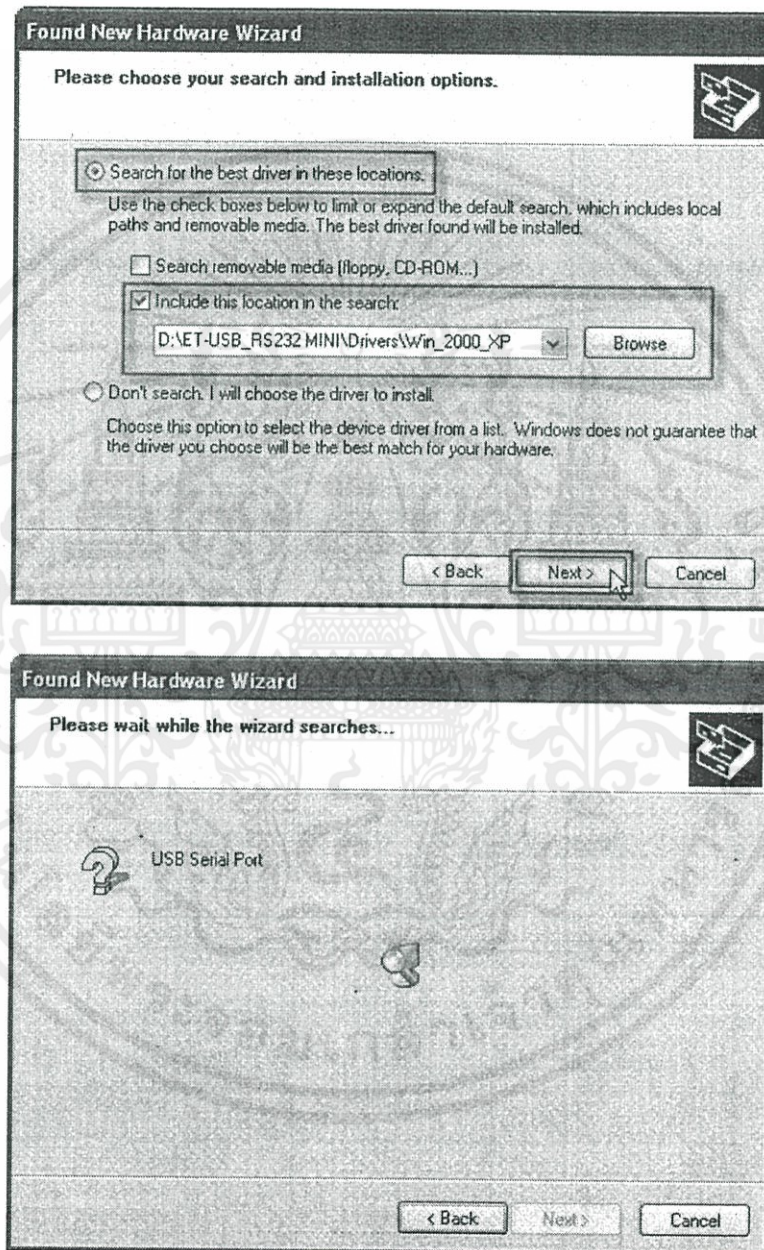 Found New Hardware Wizard
Please choose your search and installation options.
Search for the best driver in these locations.
Use the check boxes below to limit or expand the default search, which includes local
paths and removable media. The best driver found will be installed.
Search removable media (floppy, CD-ROM...)
Include this location in the search:
D:\ET-USB_RS232 MINI\Drivers\Win_2000_XP
Browse
Don't search. I will choose the driver to install.
Choose this option to select the device driver from a list. Windows does not guarantee that
the driver you choose will be the best match for your hardware.
< Back
Next >
Cancel
Found New Hardware Wizard
Please wait while the wizard searches...
USB Serial Port
< Back
Next >
Cancel